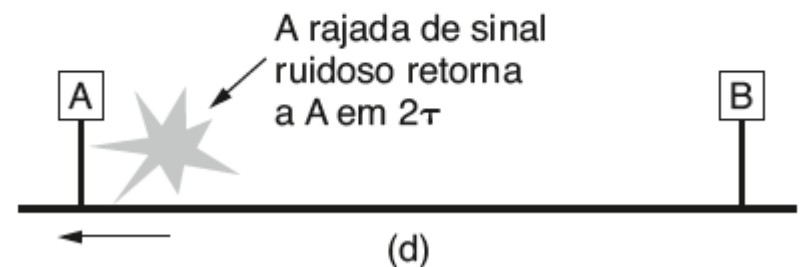 A rajada de sinal
ruidoso retorna
a A em 2τ
A
B
(d)